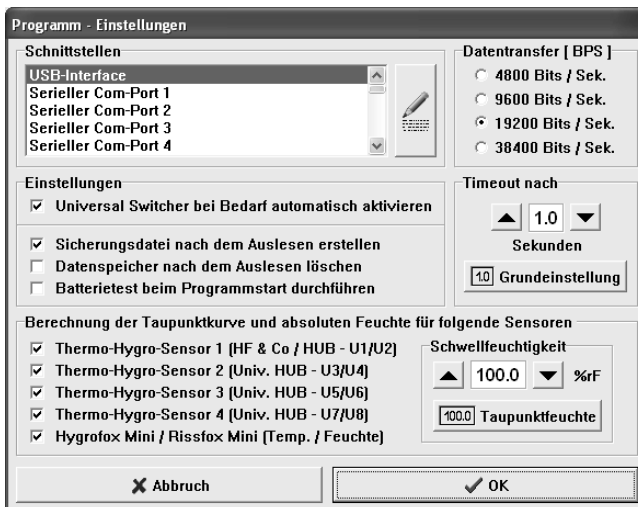 Programm - Einstellungen
Schnittstellen
USB-Interface
Serieller Com-Port 1
Serieller Com-Port 2
Serieller Com-Port 3
Serieller Com-Port 4
Datentransfer [ BPS ]
4800 Bits / Sek.
9600 Bits / Sek.
19200 Bits / Sek.
38400 Bits / Sek.
Einstellungen
Universal Switcher bei Bedarf automatisch aktivieren
Sicherungsdatei nach dem Auslesen erstellen
Datenspeicher nach dem Auslesen löschen
Batterietest beim Programmstart durchführen
Timeout nach
1.0
Sekunden
1.0 Grundeinstellung
Berechnung der Taupunktkurve und absoluten Feuchte für folgende Sensoren
Thermo-Hygro-Sensor 1 (HF & Co / HUB - U1/U2)
Thermo-Hygro-Sensor 2 (Univ. HUB - U3/U4)
Thermo-Hygro-Sensor 3 (Univ. HUB - U5/U6)
Thermo-Hygro-Sensor 4 (Univ. HUB - U7/U8)
Hygrofox Mini / Rissfox Mini (Temp. / Feuchte)
Schwellfeuchtigkeit
100.0 %rF
100.0 Taupunktfeuchte
Abbruch
OK